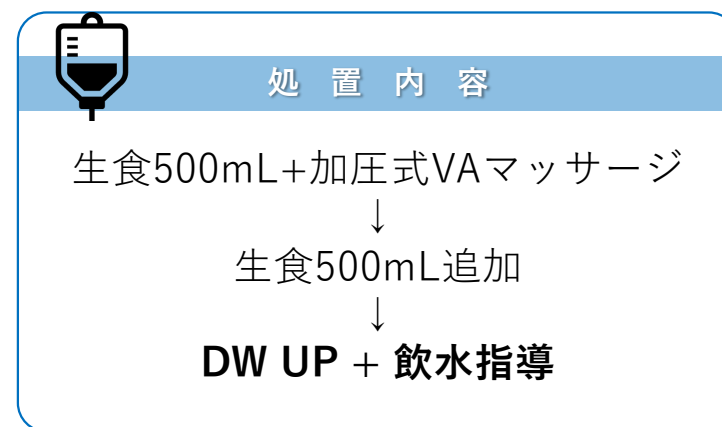 処置内容
生食500mL+加圧式VAマッサージ
↓
生食500mL追加
↓
DW UP + 飲水指導